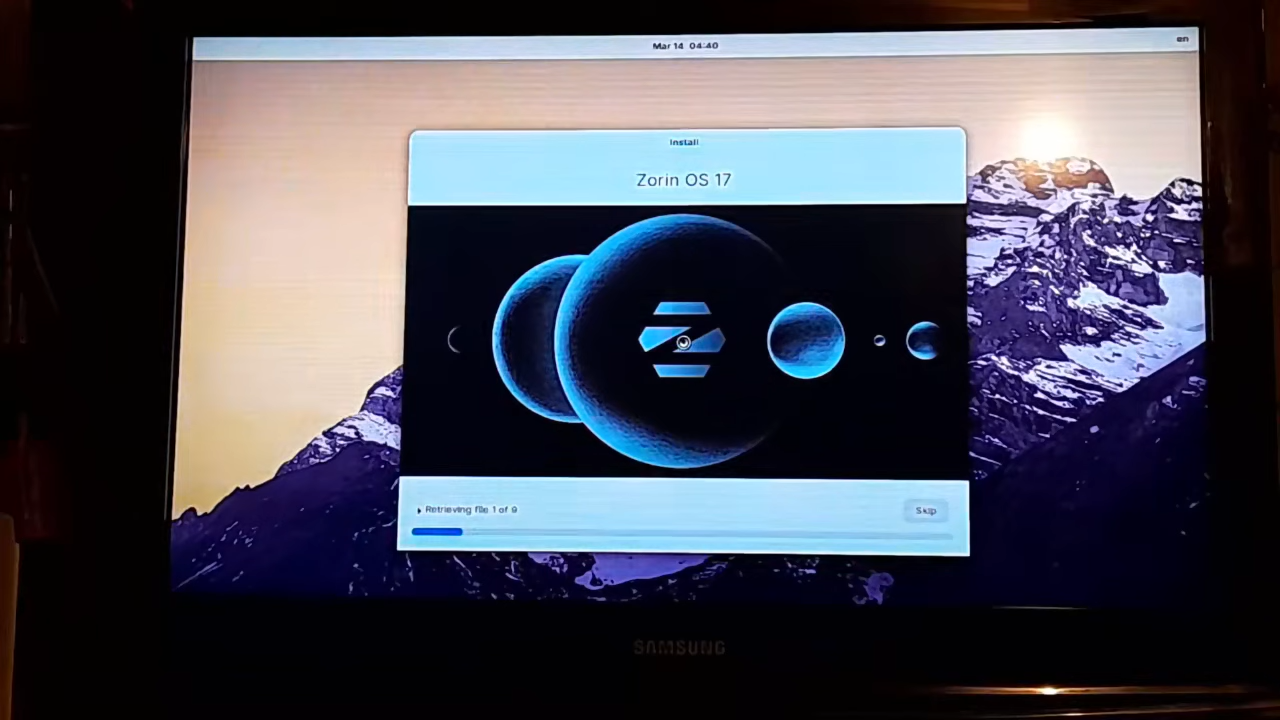 Mar 14 04:40
en
Install
Zorin OS 17
Retrieving file 1 of 9
Skip
SAMSUNG